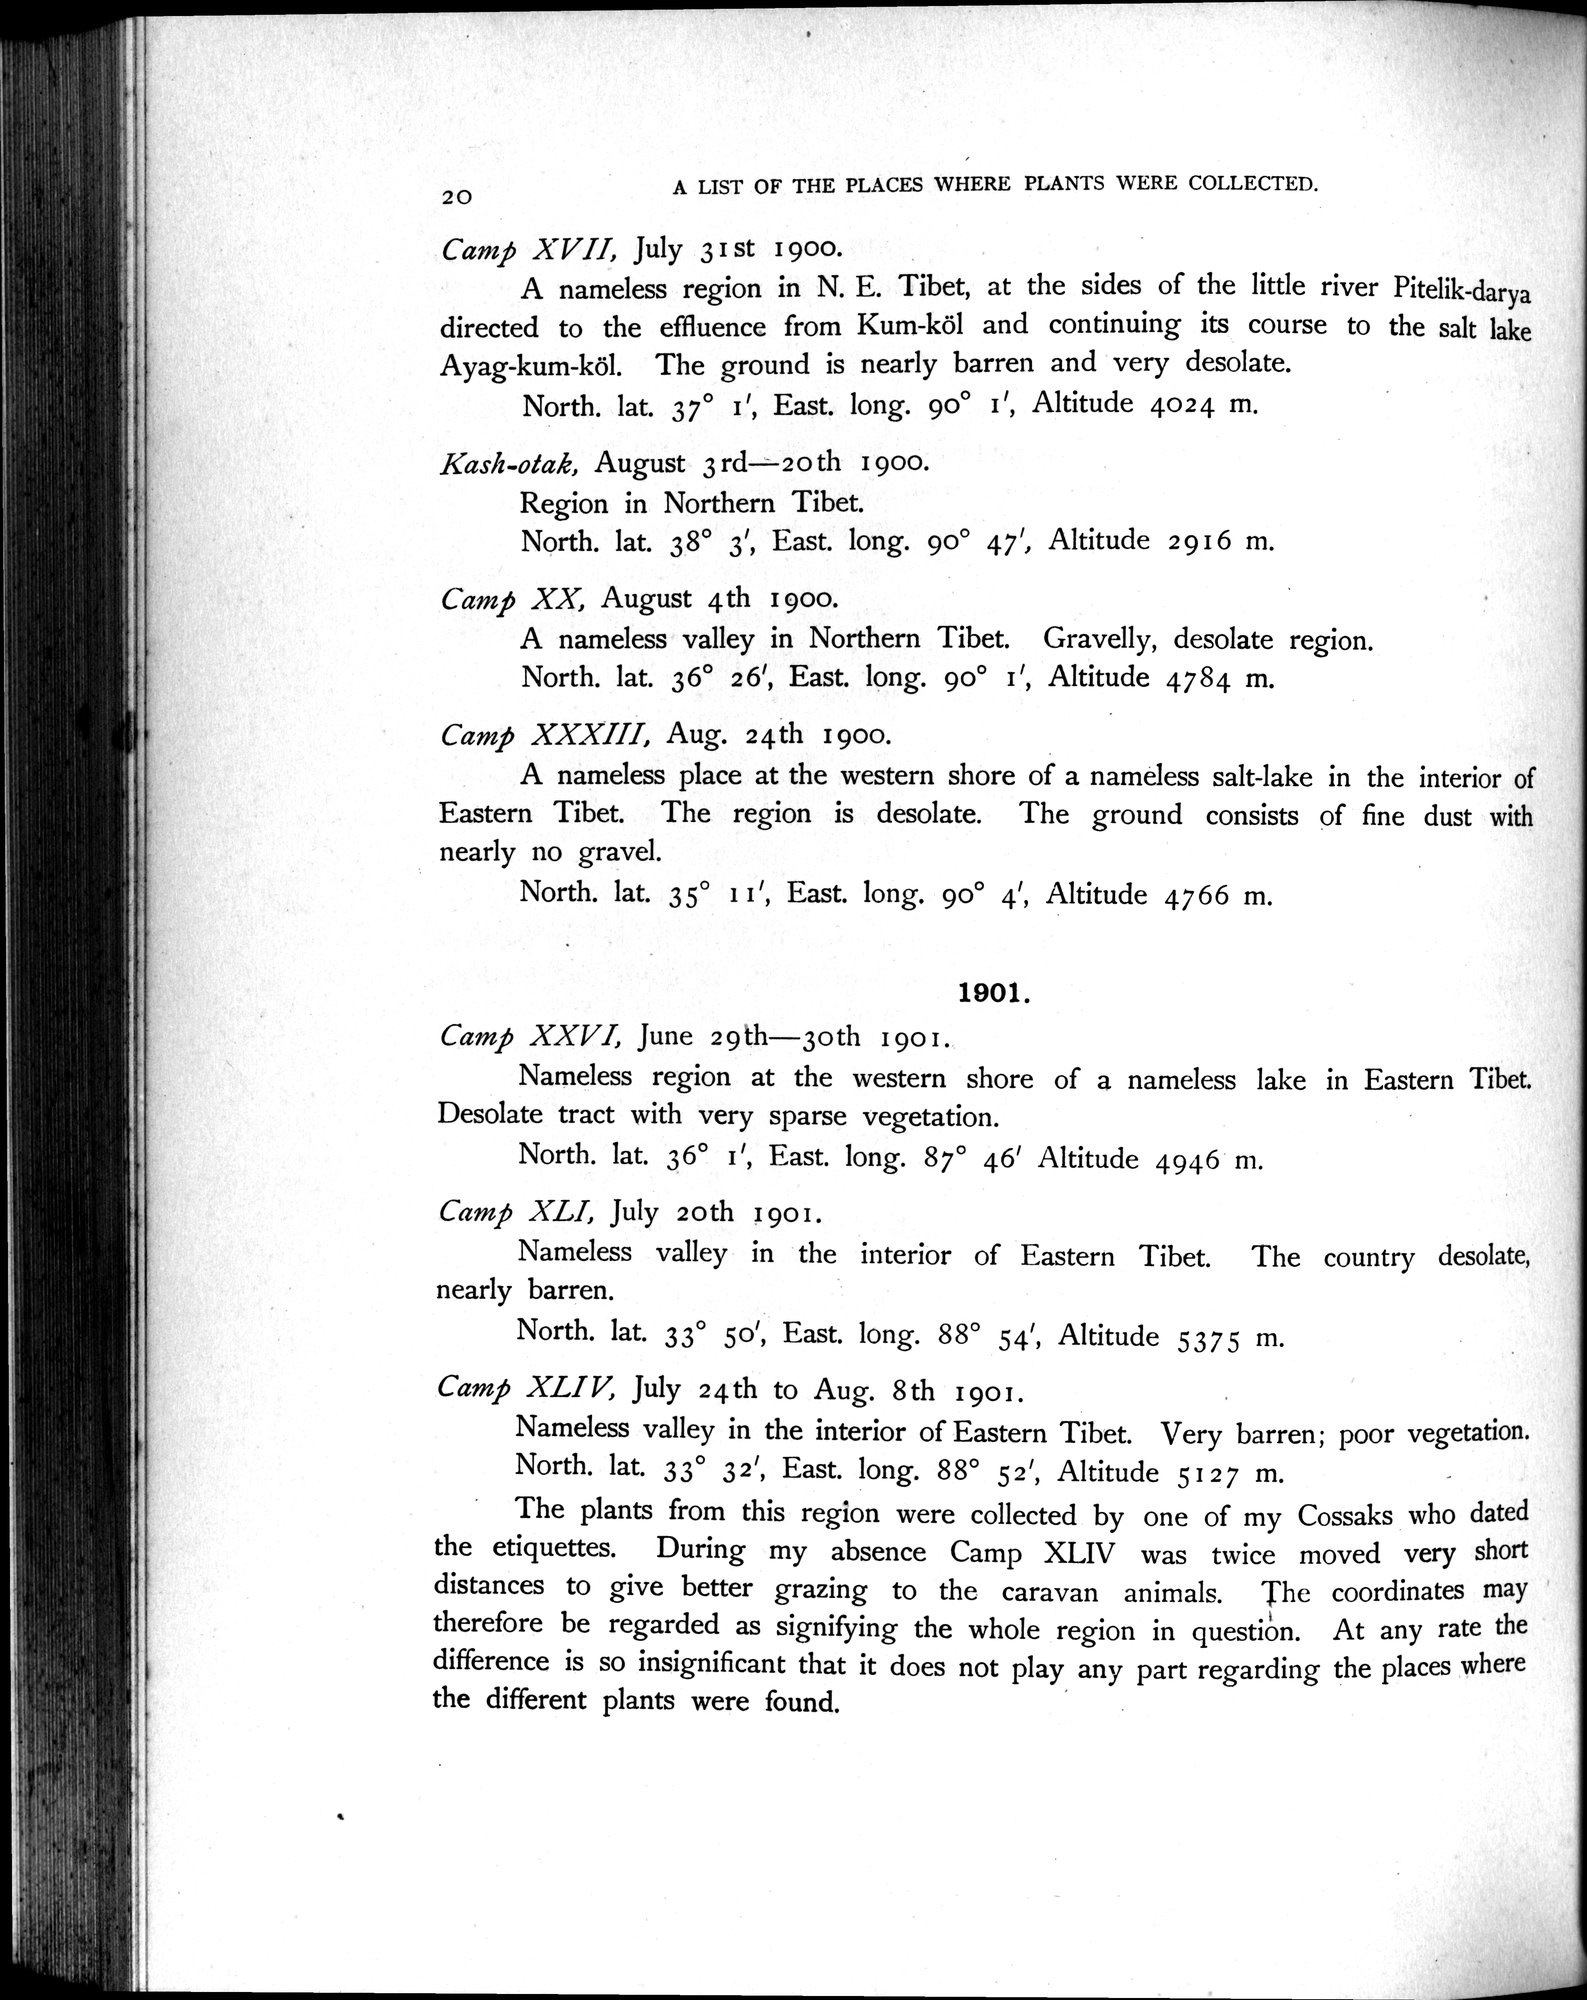 20
A LIST OF THE PLACES WHERE PLANTS WERE COLLECTED.
Camp XVII, July 31st 1900.
A nameless region in N. E. Tibet, at the sides of the little river Pitelik-darya
directed to the effluence from Kum-köl and continuing its course to the salt lake
Ayag-kum-köl. The ground is nearly barren and very desolate.
North. lat. 37° 1′, East. long. 90° 1′, Altitude 4024 m.
Kash-otak, August 3rd—20th 1900.
Region in Northern Tibet.
North. lat. 38° 3′, East. long. 90° 47′, Altitude 2916 m.
Camp XX, August 4th 1900.
A nameless valley in Northern Tibet. Gravelly, desolate region.
North. lat. 36° 26′, East. long. 90° 1′, Altitude 4784 m.
Camp XXXIII, Aug. 24th 1900.
A nameless place at the western shore of a nameless salt-lake in the interior of
Eastern Tibet. The region is desolate. The ground consists of fine dust with
nearly no gravel.
North. lat. 35° 11′, East. long. 90° 4′, Altitude 4766 m.
1901.
Camp XXVI, June 29th—30th 1901.
Nameless region at the western shore of a nameless lake in Eastern Tibet.
Desolate tract with very sparse vegetation.
North. lat. 36° 1′, East. long. 87° 46′ Altitude 4946 m.
Camp XLI, July 20th 1901.
Nameless valley in the interior of Eastern Tibet. The country desolate,
nearly barren.
North. lat. 33° 50′, East. long. 88° 54′, Altitude 5375 m.
Camp XLIV, July 24th to Aug. 8th 1901.
Nameless valley in the interior of Eastern Tibet. Very barren; poor vegetation.
North. lat. 33° 32′, East. long. 88° 52′, Altitude 5127 m.
The plants from this region were collected by one of my Cossaks who dated
the etiquettes. During my absence Camp XLIV was twice moved very short
distances to give better grazing to the caravan animals. The coordinates may
therefore be regarded as signifying the whole region in question. At any rate the
difference is so insignificant that it does not play any part regarding the places where
the different plants were found.